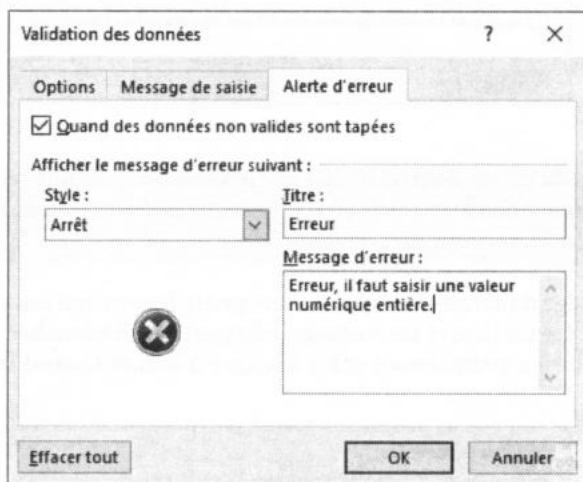 Validation des données ? ×
Options Message de saisie Alerte d'erreur
Quand des données non valides sont tapées
Afficher le message d'erreur suivant :
Style : Titre :
Arrêt Erreur
Message d'erreur :
Erreur, il faut saisir une valeur
numérique entière.
Effacer tout OK Annuler